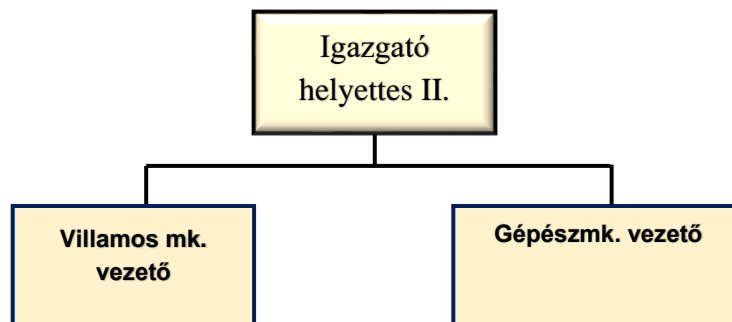 Igazgató
helyettes II.
Villamos mk.
vezető
Gépészmk. vezető